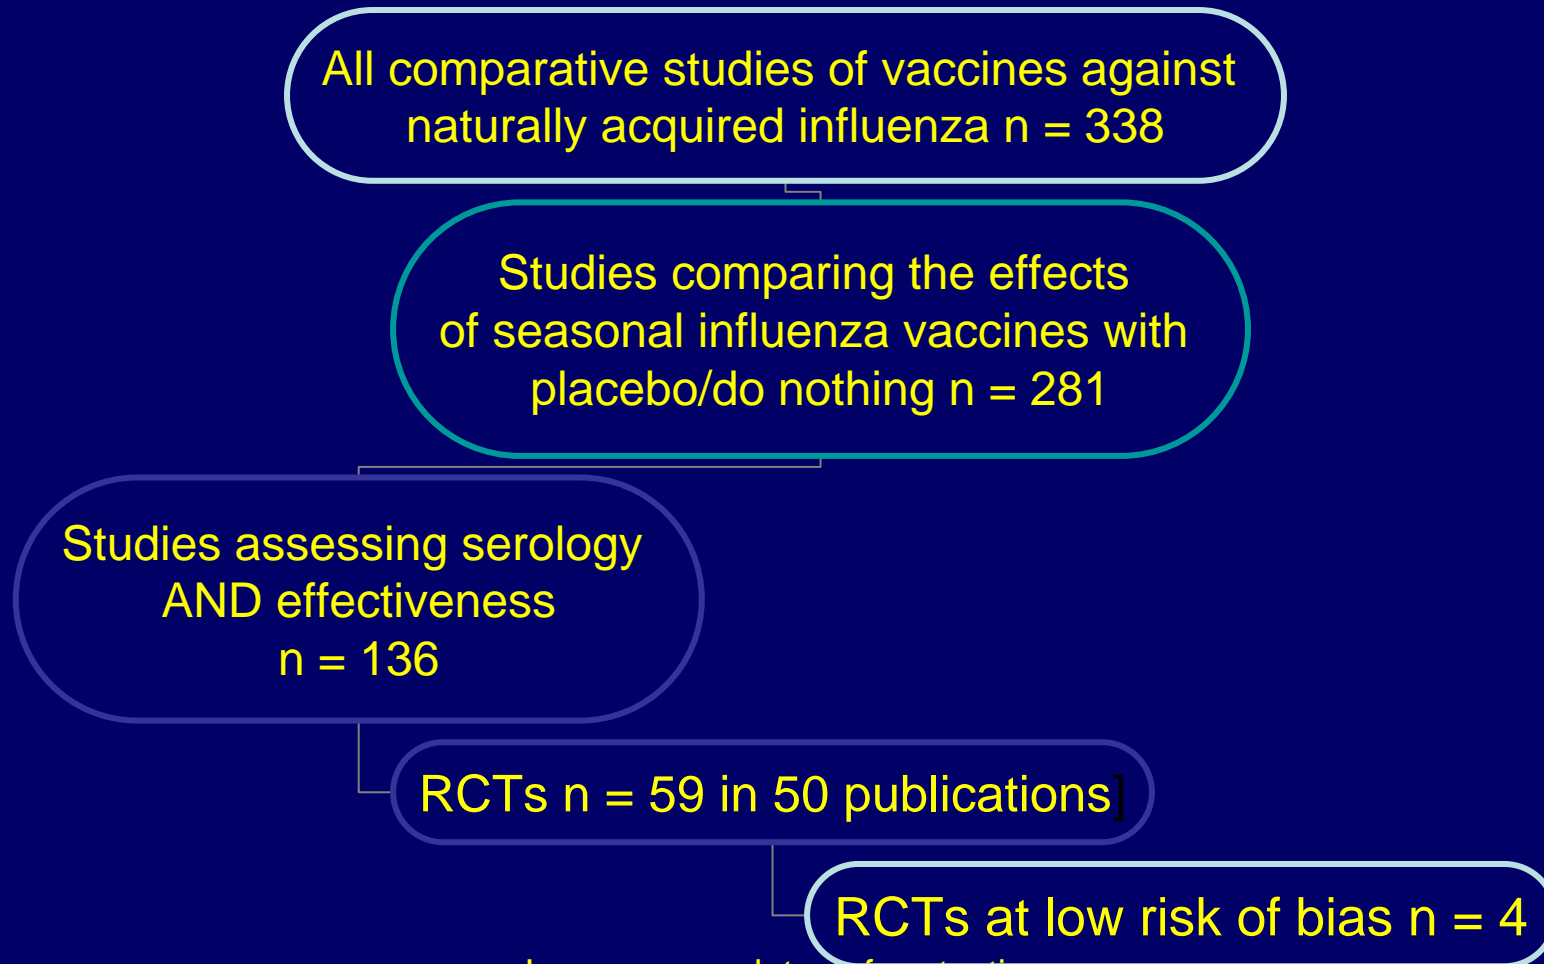 All comparative studies of vaccines against
naturally acquired influenza n = 338
Studies comparing the effects
of seasonal influenza vaccines with
placebo/do nothing n = 281
Studies assessing serology
AND effectiveness
n = 136
RCTs n = 59 in 50 publications]
RCTs at low risk of bias n = 4